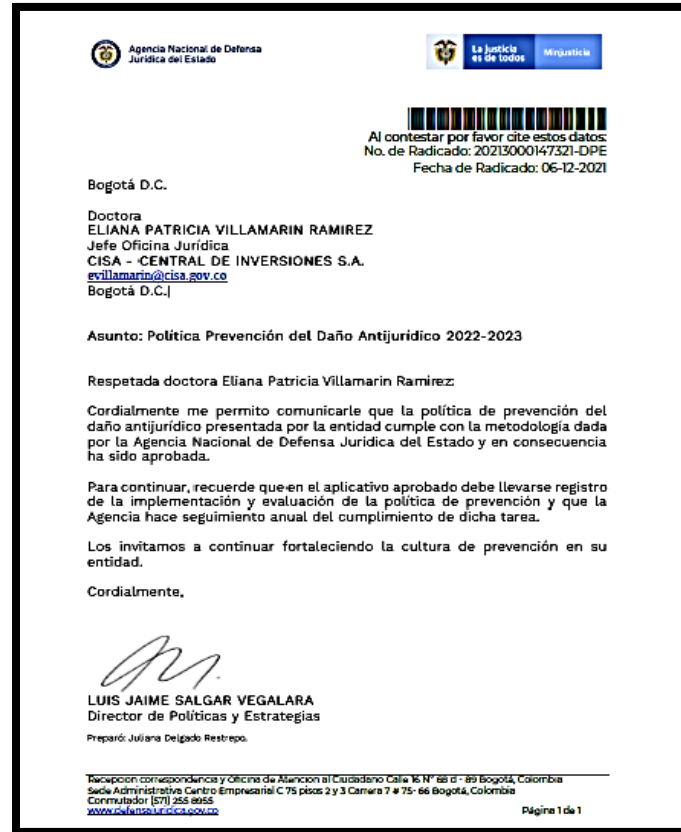 Agencia Nacional de Defensa
Jurídica del Estado
La justicia
es de todos
Minjusticia
Al contestar por favor cite estos datos:
No. de Radicado: 20213000147321-DPE
Fecha de Radicado: 06-12-2021
Bogotá D.C.
Doctora
ELIANA PATRICIA VILLAMARIN RAMIREZ
Jefe Oficina Jurídica
CISA - CENTRAL DE INVERSIONES S.A.
evillamarin@cisa.gov.co
Bogotá D.C.|
Asunto: Política Prevención del Daño Antijurídico 2022-2023
Respetada doctora Eliana Patricia Villamarin Ramirez:
Cordialmente me permito comunicarle que la política de prevención del
daño antijurídico presentada por la entidad cumple con la metodología dada
por la Agencia Nacional de Defensa Jurídica del Estado y en consecuencia
ha sido aprobada.
Para continuar, recuerde que en el aplicativo aprobado debe llevarse registro
de la implementación y evaluación de la política de prevención y que la
Agencia hace seguimiento anual del cumplimiento de dicha tarea.
Los invitamos a continuar fortaleciendo la cultura de prevención en su
entidad.
Cordialmente,
LUIS JAIME SALGAR VEGALARA
Director de Políticas y Estrategias
Preparó: Juliana Delgado Restrepo.
Recepción correspondencia y Oficina de Atención al Ciudadano Calle 16 N° 68 d - 89 Bogotá, Colombia
Sede Administrativa Centro Empresarial C 75 pisos 2 y 3 Carrera 7 # 75- 66 Bogotá, Colombia
Conmutador (571) 255 8955
www.defensajuridica.gov.co
Página 1 de 1